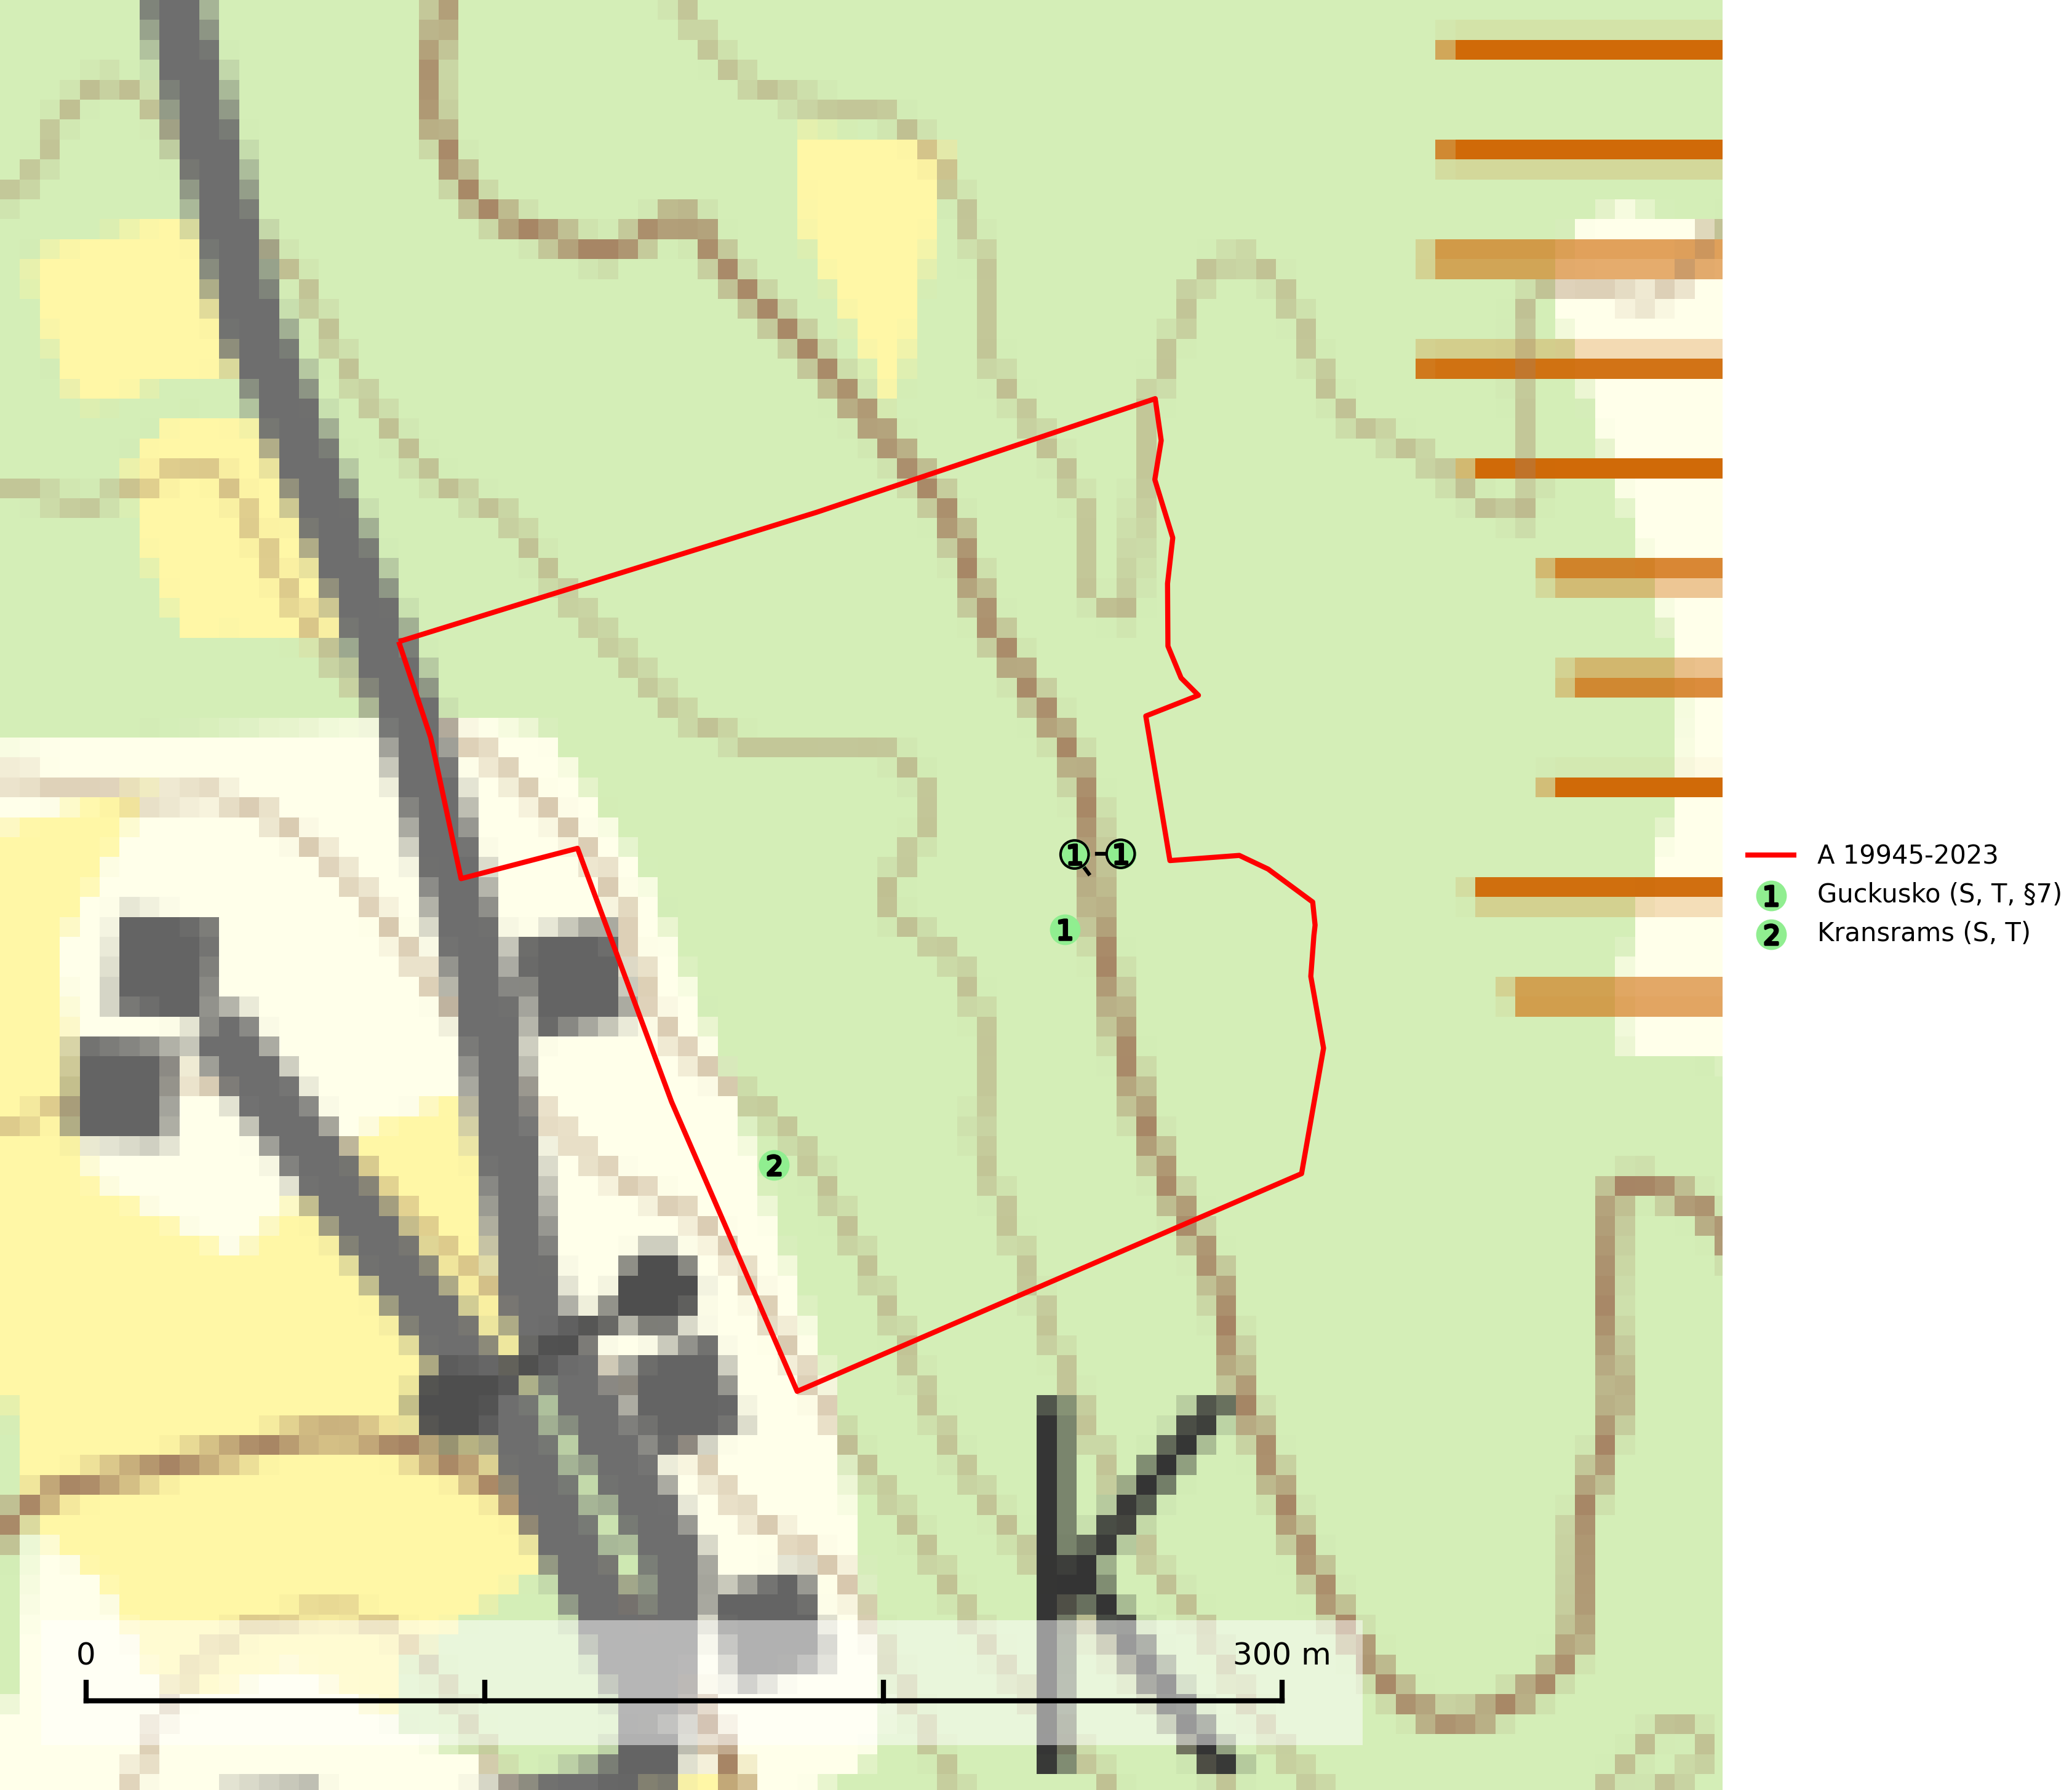 1 1
1
2
A 19945-2023
1 Guckusko (S, T, §7)
2 Kransrams (S, T)
0 300 m